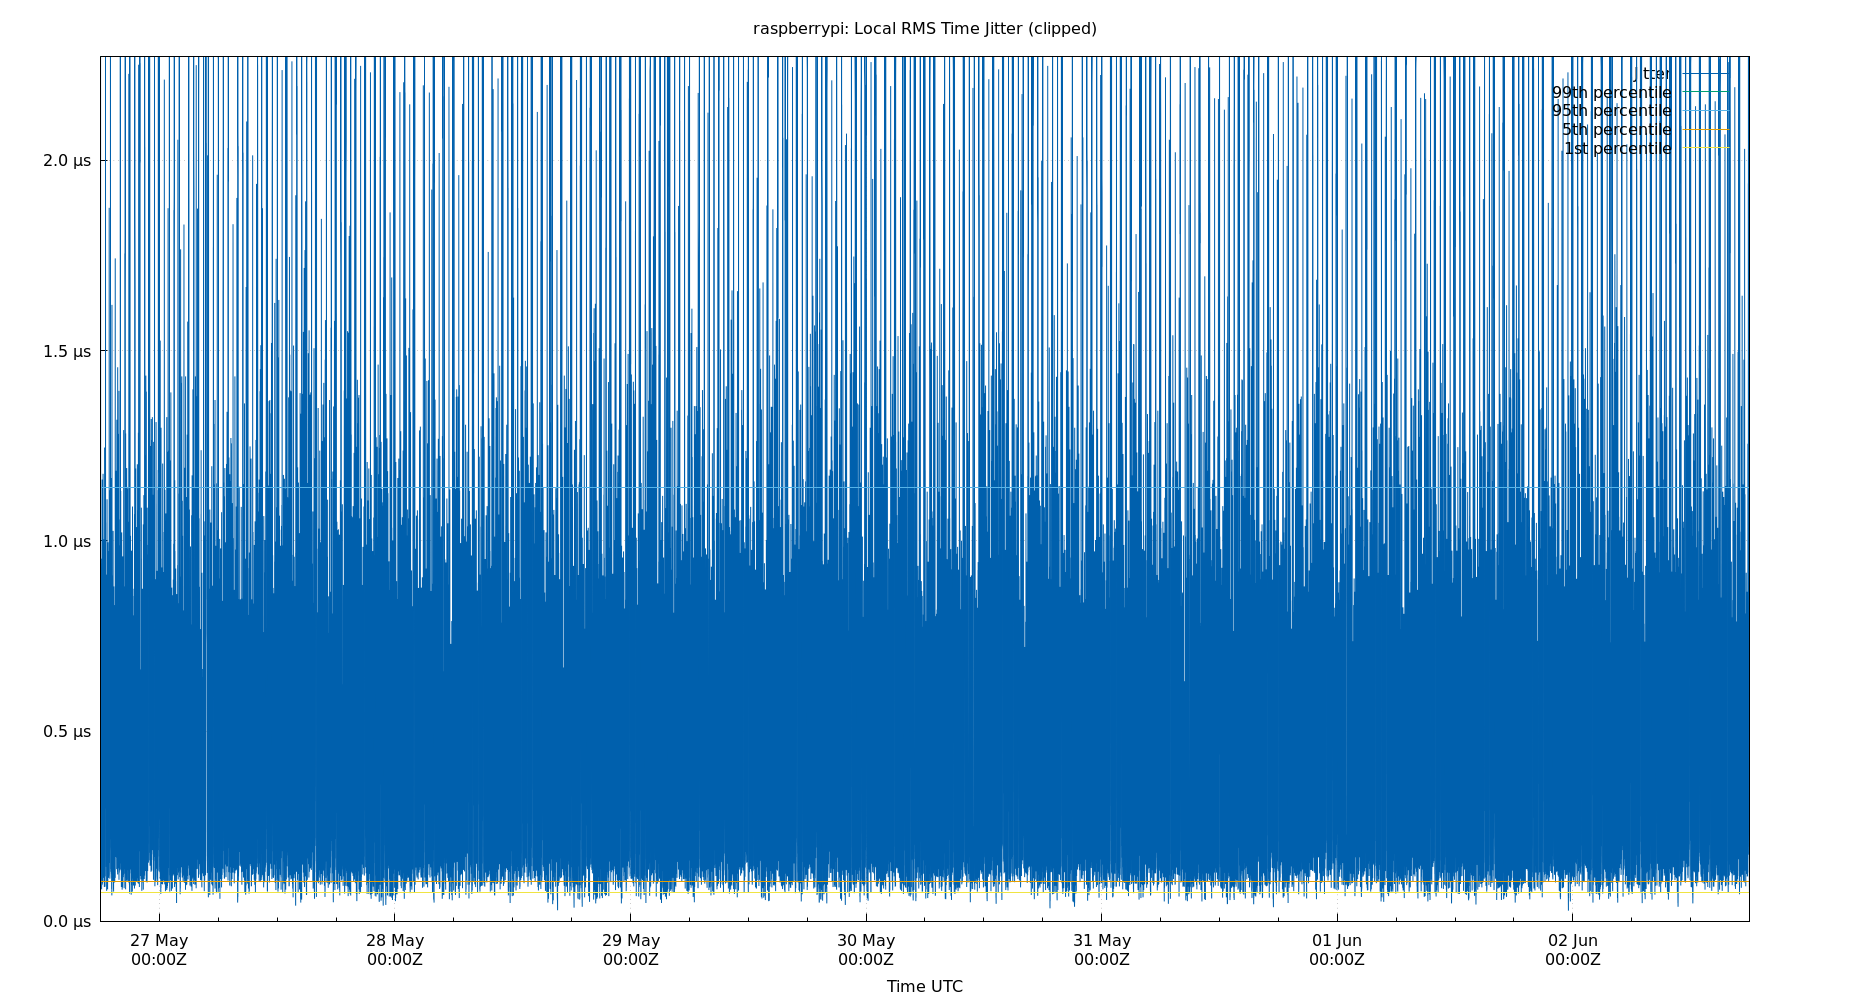 raspberrypi: Local RMS Time Jitter (clipped)
jitter
99th percentile
95th percentile
5th percentile
1st percentile
2.0 µs
1.5 µs
1.0 µs
0.5 µs
0.0 µs
27 May 28 May 29 May 30 May 31 May 01 Jun 02 Jun
00:00Z 00:00Z 00:00Z 00:00Z 00:00Z 00:00Z 00:00Z
Time UTC